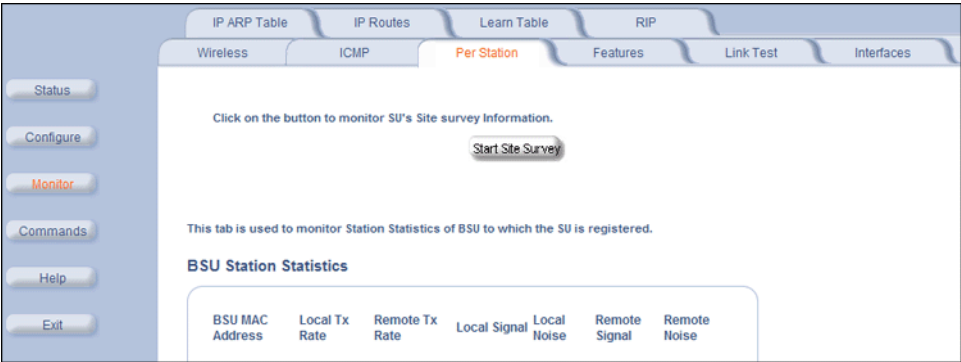 IP ARP Table IP Routes Learn Table RIP
Wireless ICMP Per Station Features Link Test Interfaces
Status
Configure
Monitor
Commands
Help
Exit
Click on the button to monitor SU's Site survey Information.
Start Site Survey
This tab is used to monitor Station Statistics of BSU to which the SU is registered.
BSU Station Statistics
BSU MAC Address Local Tx Rate Remote Tx Rate Local Signal Local Noise Remote Signal Remote Noise